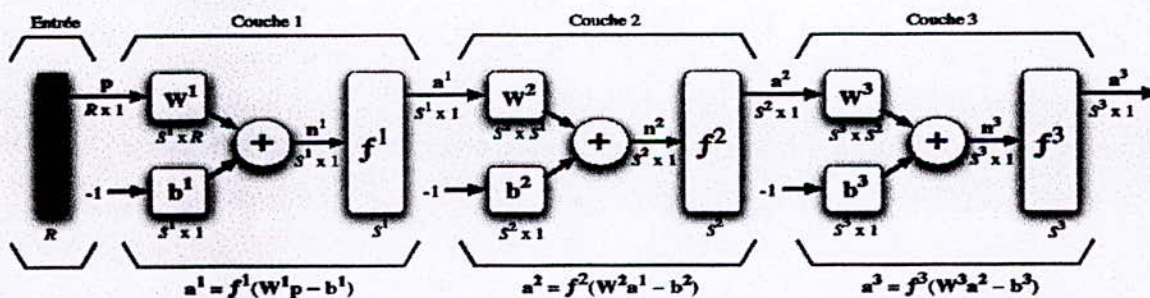 Entrée
Couche 1
Couche 2
Couche 3
p
R x 1
W¹
S¹ x R
-1
b¹
S¹ x 1
+
n¹
S¹ x 1
f¹
S¹
a¹
S¹ x 1
W²
S² x S¹
-1
b²
S² x 1
+
n²
S² x 1
f²
S²
a²
S² x 1
W³
S³ x S²
-1
b³
S³ x 1
+
n³
S³ x 1
f³
S³
a³
S³ x 1
R
a¹ = f¹(W¹p – b¹)
a² = f²(W²a¹ – b²)
a³ = f³(W³a² – b³)